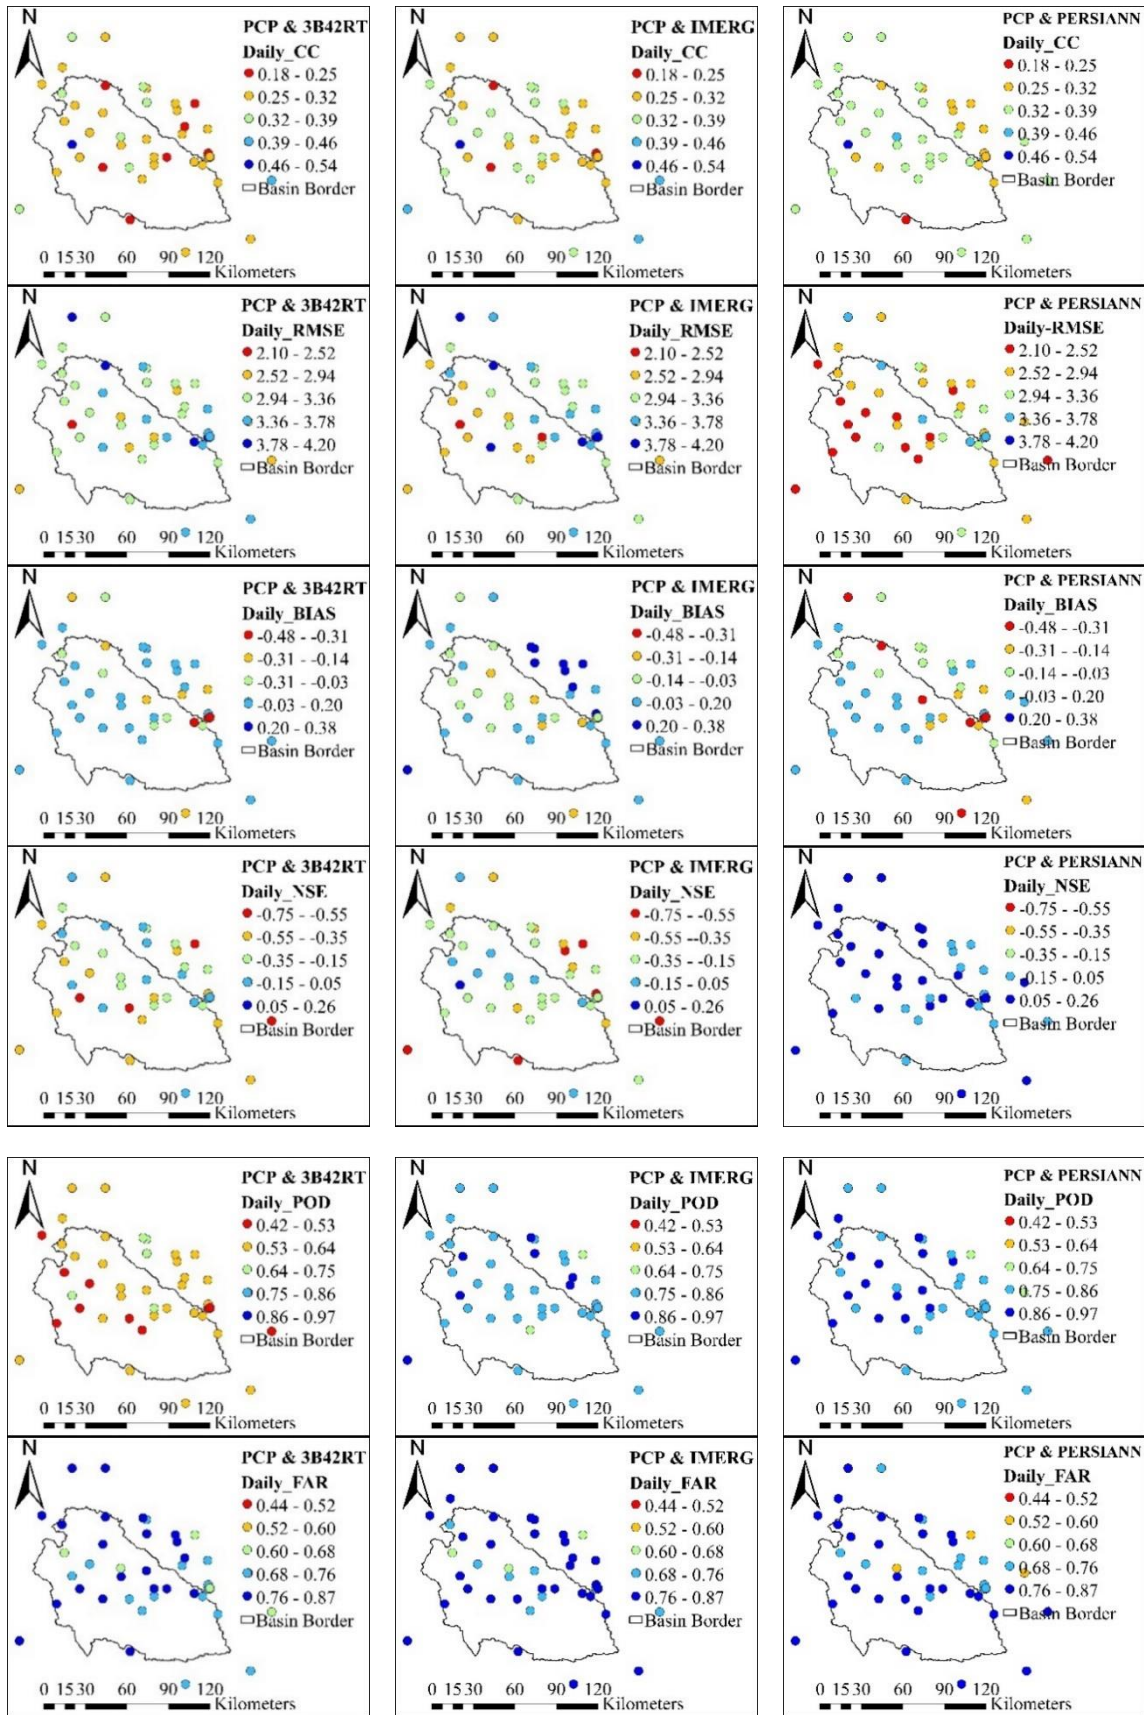 N
PCP & 3B42RT
Daily_CC
0.18 - 0.25
0.25 - 0.32
0.32 - 0.39
0.39 - 0.46
0.46 - 0.54
Basin Border
0 15 30 60 90 120
Kilometers
N
PCP & IMERG
Daily_CC
0.18 - 0.25
0.25 - 0.32
0.32 - 0.39
0.39 - 0.46
0.46 - 0.54
Basin Border
0 15 30 60 90 120
Kilometers
N
PCP & PERSIANN
Daily_CC
0.18 - 0.25
0.25 - 0.32
0.32 - 0.39
0.39 - 0.46
0.46 - 0.54
Basin Border
0 15 30 60 90 120
Kilometers
N
PCP & 3B42RT
Daily_RMSE
2.10 - 2.52
2.52 - 2.94
2.94 - 3.36
3.36 - 3.78
3.78 - 4.20
Basin Border
0 15 30 60 90 120
Kilometers
N
PCP & IMERG
Daily_RMSE
2.10 - 2.52
2.52 - 2.94
2.94 - 3.36
3.36 - 3.78
3.78 - 4.20
Basin Border
0 15 30 60 90 120
Kilometers
N
PCP & PERSIANN
Daily-RMSE
2.10 - 2.52
2.52 - 2.94
2.94 - 3.36
3.36 - 3.78
3.78 - 4.20
Basin Border
0 15 30 60 90 120
Kilometers
N
PCP & 3B42RT
Daily_BIAS
-0.48 - -0.31
-0.31 - -0.14
-0.31 - -0.03
-0.03 - 0.20
0.20 - 0.38
Basin Border
0 15 30 60 90 120
Kilometers
N
PCP & IMERG
Daily_BIAS
-0.48 - -0.31
-0.31 - -0.14
-0.14 - -0.03
-0.03 - 0.20
0.20 - 0.38
Basin Border
0 15 30 60 90 120
Kilometers
N
PCP & PERSIANN
Daily_BIAS
-0.48 - -0.31
-0.31 - -0.14
-0.14 - -0.03
-0.03 - 0.20
0.20 - 0.38
Basin Border
0 15 30 60 90 120
Kilometers
N
PCP & 3B42RT
Daily_NSE
-0.75 - -0.55
-0.55 - -0.35
-0.35 - -0.15
-0.15 - 0.05
0.05 - 0.26
Basin Border
0 15 30 60 90 120
Kilometers
N
PCP & IMERG
Daily_NSE
-0.75 - -0.55
-0.55 --0.35
-0.35 - -0.15
-0.15 - 0.05
0.05 - 0.26
Basin Border
0 15 30 60 90 120
Kilometers
N
PCP & PERSIANN
Daily_NSE
-0.75 - -0.55
-0.55 - -0.35
-0.35 - -0.15
-0.15 - 0.05
0.05 - 0.26
Basin Border
0 15 30 60 90 120
Kilometers
N
PCP & 3B42RT
Daily_POD
0.42 - 0.53
0.53 - 0.64
0.64 - 0.75
0.75 - 0.86
0.86 - 0.97
Basin Border
0 15 30 60 90 120
Kilometers
N
PCP & IMERG
Daily_POD
0.42 - 0.53
0.53 - 0.64
0.64 - 0.75
0.75 - 0.86
0.86 - 0.97
Basin Border
0 15 30 60 90 120
Kilometers
N
PCP & PERSIANN
Daily_POD
0.42 - 0.53
0.53 - 0.64
0.64 - 0.75
0.75 - 0.86
0.86 - 0.97
Basin Border
0 15 30 60 90 120
Kilometers
N
PCP & 3B42RT
Daily_FAR
0.44 - 0.52
0.52 - 0.60
0.60 - 0.68
0.68 - 0.76
0.76 - 0.87
Basin Border
0 15 30 60 90 120
Kilometers
N
PCP & IMERG
Daily_FAR
0.44 - 0.52
0.52 - 0.60
0.60 - 0.68
0.68 - 0.76
0.76 - 0.87
Basin Border
0 15 30 60 90 120
Kilometers
N
PCP & PERSIANN
Daily_FAR
0.44 - 0.52
0.52 - 0.60
0.60 - 0.68
0.68 - 0.76
0.76 - 0.87
Basin Border
0 15 30 60 90 120
Kilometers